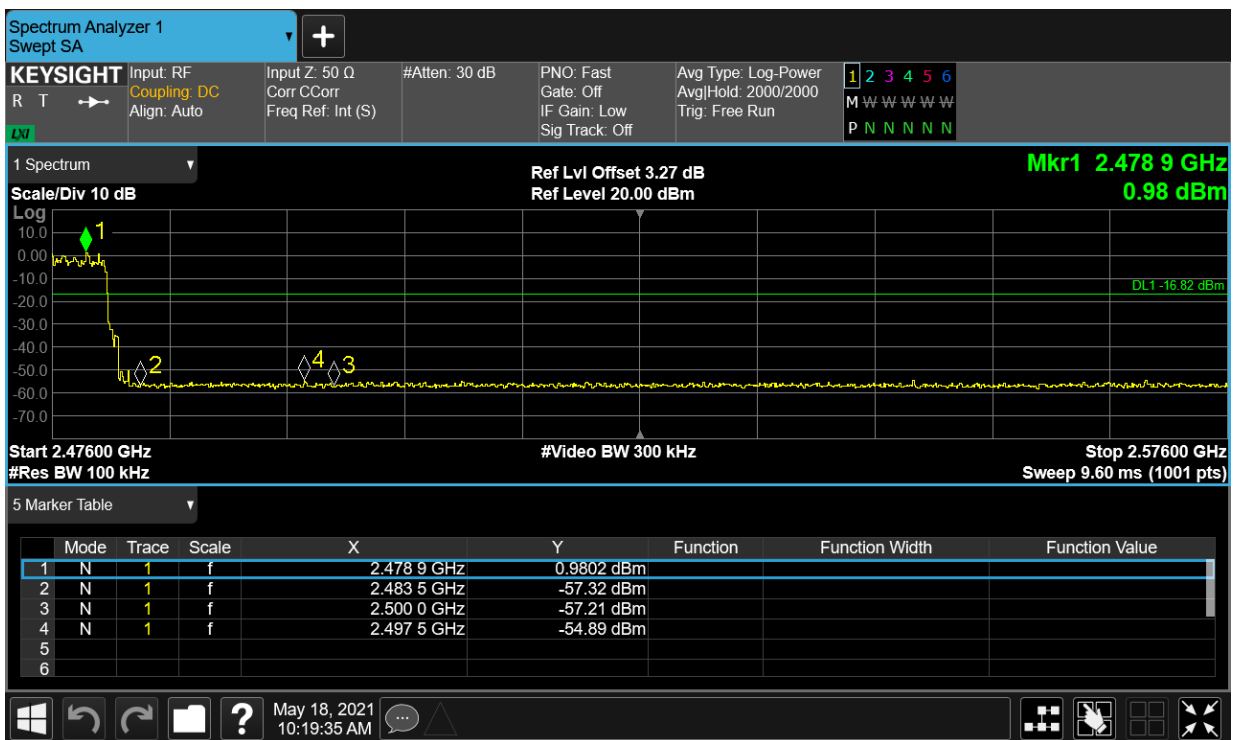 Spectrum Analyzer 1
Swept SA
KEYSIGHT
R T
LXI
Input: RF
Coupling: DC
Align: Auto
Input Z: 50 Ω
Corr CCorr
Freq Ref: Int (S)
#Atten: 30 dB
PNO: Fast
Gate: Off
IF Gain: Low
Sig Track: Off
Avg Type: Log-Power
Avg|Hold: 2000/2000
Trig: Free Run
1 2 3 4 5 6
M W W W W W
P N N N N N
1 Spectrum
Scale/Div 10 dB
Ref Lvl Offset 3.27 dB
Ref Level 20.00 dBm
Mkr1 2.478 9 GHz
0.98 dBm
Log
10.0
0.00
-10.0
-20.0
-30.0
-40.0
-50.0
-60.0
-70.0
1
2
4
3
DL1 -16.82 dBm
Start 2.47600 GHz
#Res BW 100 kHz
#Video BW 300 kHz
Stop 2.57600 GHz
Sweep 9.60 ms (1001 pts)
5 Marker Table
Mode Trace Scale X Y Function Function Width Function Value
1 N 1 f 2.478 9 GHz 0.9802 dBm
2 N 1 f 2.483 5 GHz -57.32 dBm
3 N 1 f 2.500 0 GHz -57.21 dBm
4 N 1 f 2.497 5 GHz -54.89 dBm
5
6
?
May 18, 2021
10:19:35 AM